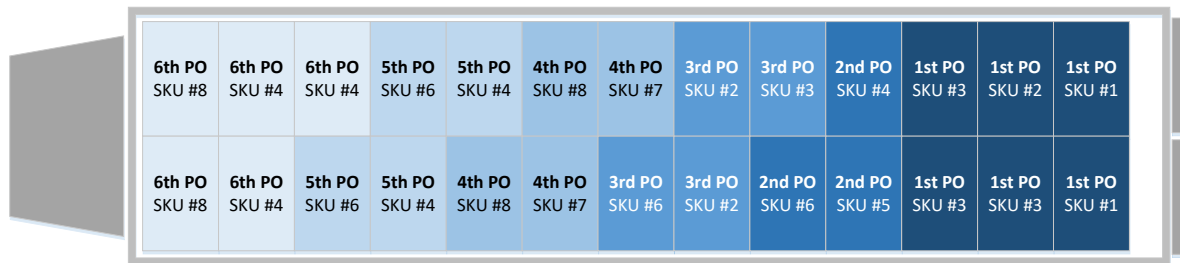 6th PO 6th PO 6th PO 5th PO 5th PO 4th PO 4th PO 3rd PO 3rd PO 2nd PO 1st PO 1st PO 1st PO
SKU #8 SKU #4 SKU #4 SKU #6 SKU #4 SKU #8 SKU #7 SKU #2 SKU #3 SKU #4 SKU #3 SKU #2 SKU #1
6th PO 6th PO 5th PO 5th PO 4th PO 4th PO 3rd PO 3rd PO 2nd PO 2nd PO 1st PO 1st PO 1st PO
SKU #8 SKU #4 SKU #6 SKU #4 SKU #8 SKU #7 SKU #6 SKU #2 SKU #6 SKU #5 SKU #3 SKU #3 SKU #1